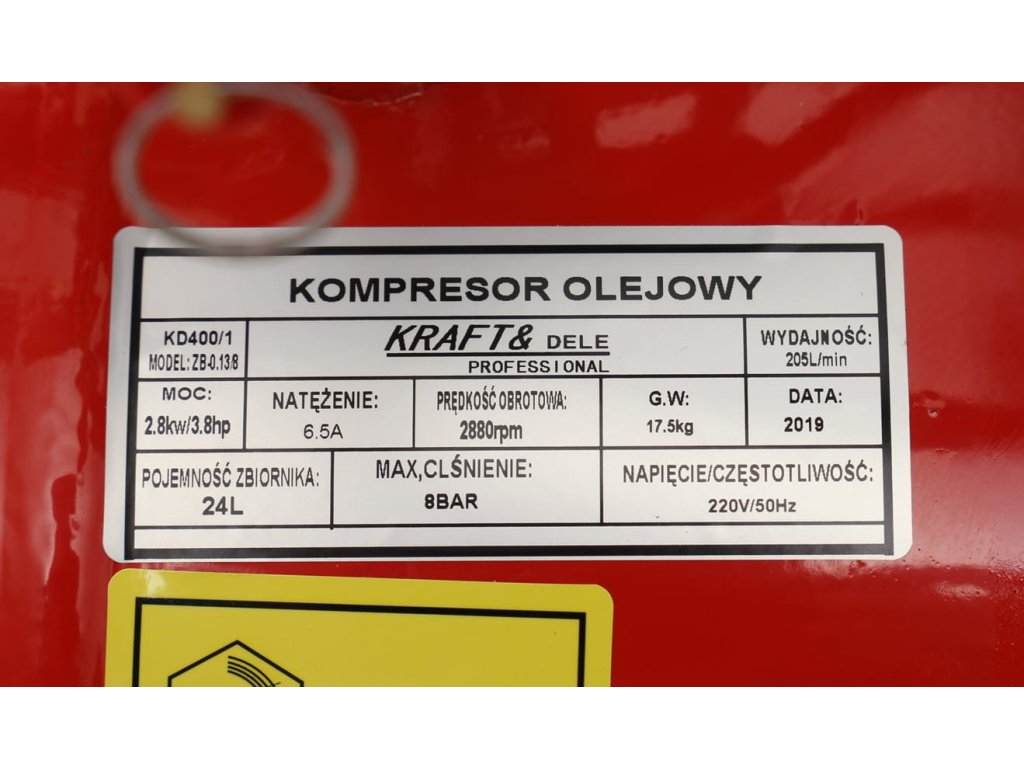 KOMPRESOR OLEJOWY
KD400/1
MODEL: ZB-0.13/8
KRAFT& DELE
PROFESSIONAL
WYDAJNOŚĆ:
205L/min
MOC:
2.8kw/3.8hp
NATĘŻENIE:
6.5A
PRĘDKOŚĆ OBROTOWA:
2880rpm
G.W:
17.5kg
DATA:
2019
POJEMNOŚĆ ZBIORNIKA:
24L
MAX,CLŚNIENIE:
8BAR
NAPIĘCIE/CZĘSTOTLIWOŚĆ:
220V/50Hz